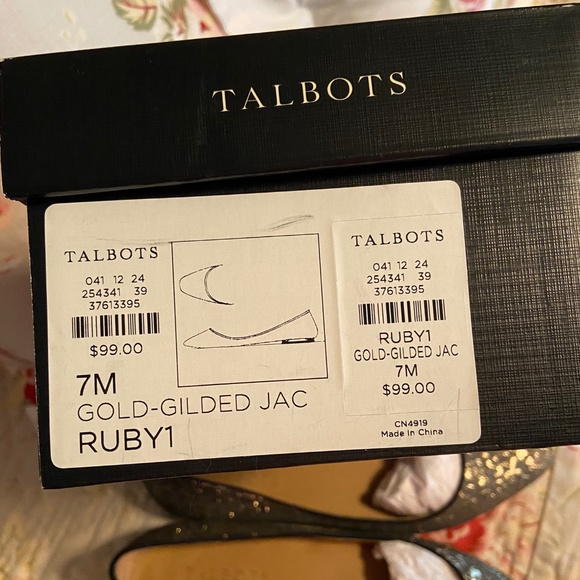 TALBOTS
TALBOTS
041 12 24
254341 39
37613395
$99.00
7M
GOLD-GILDED JAC
RUBY1
TALBOTS
041 12 24
254341 39
37613395
RUBY1
GOLD-GILDED JAC
7M
$99.00
CN4919
Made in China